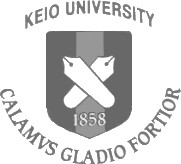 KEIO UNIVERSITY
1858
CALAMVS GLADIO FORTIOR